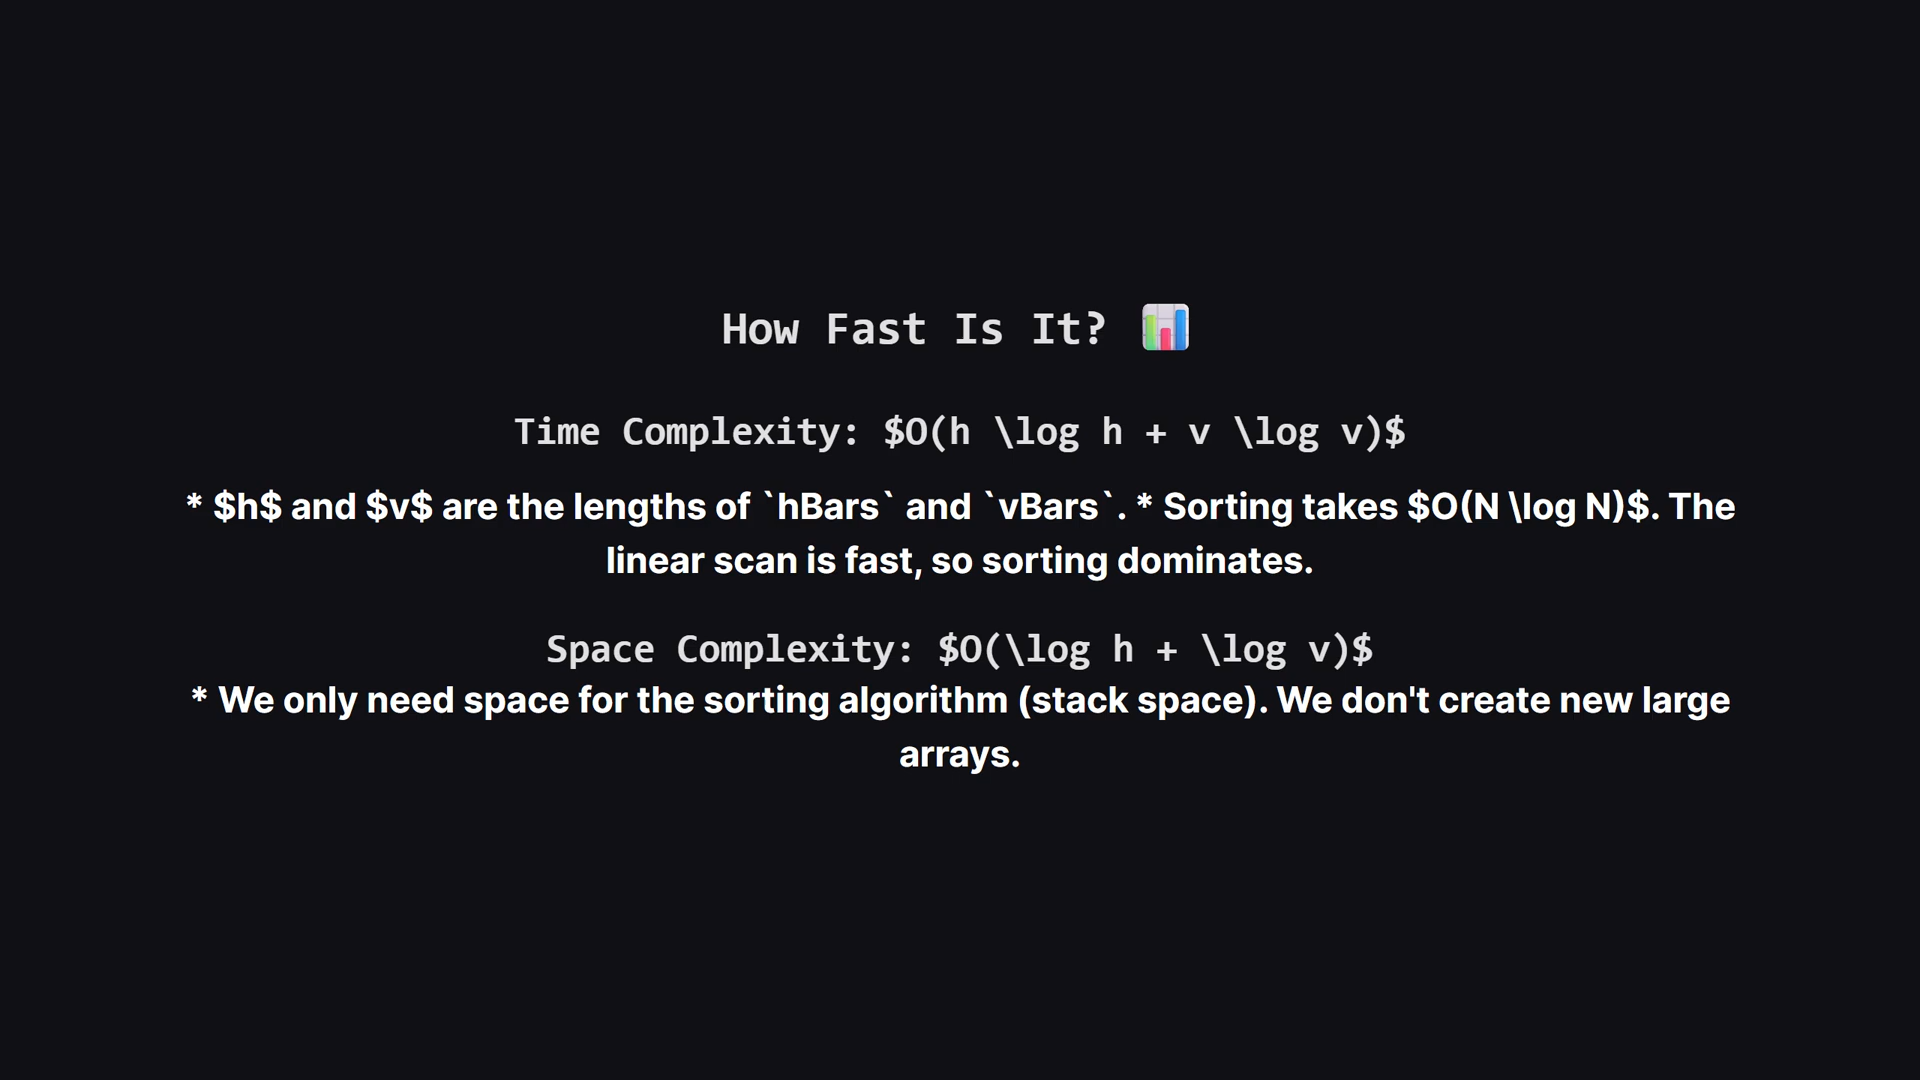 How Fast Is It? 📊
Time Complexity: $O(h \log h + v \log v)$
* $h$ and $v$ are the lengths of `hBars` and `vBars`. * Sorting takes $O(N \log N)$. The
linear scan is fast, so sorting dominates.
Space Complexity: $O(\log h + \log v)$
* We only need space for the sorting algorithm (stack space). We don't create new large
arrays.